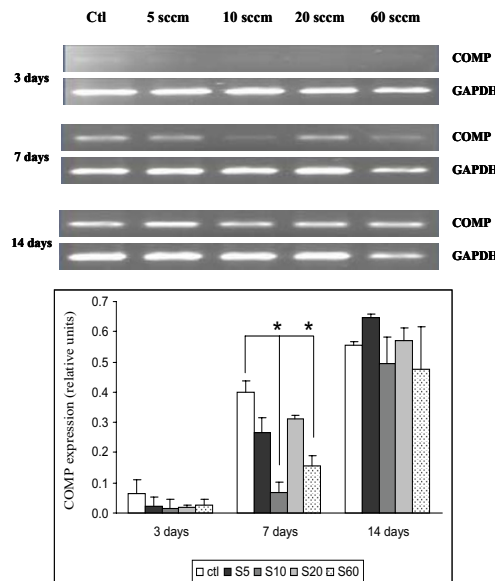 Ctl 5 sccm 10 sccm 20 sccm 60 sccm
COMP
3 days
GAPDH
COMP
7 days
GAPDH
COMP
14 days
GAPDH
COMP expression (relative units)
0.7
0.6
0.5
0.4
0.3
0.2
0.1
0.0
* *
3 days 7 days 14 days
ctl S5 S10 S20 S60